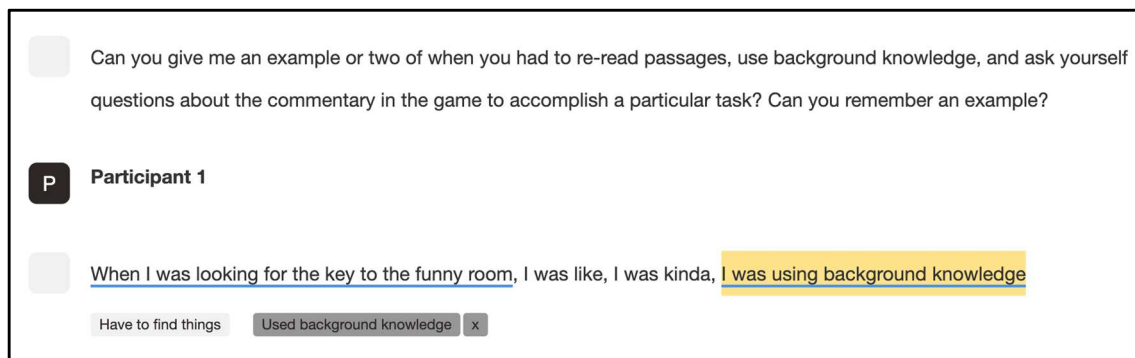 Can you give me an example or two of when you had to re-read passages, use background knowledge, and ask yourself
questions about the commentary in the game to accomplish a particular task? Can you remember an example?
P Participant 1
When I was looking for the key to the funny room, I was like, I was kinda, I was using background knowledge
Have to find things Used background knowledge x